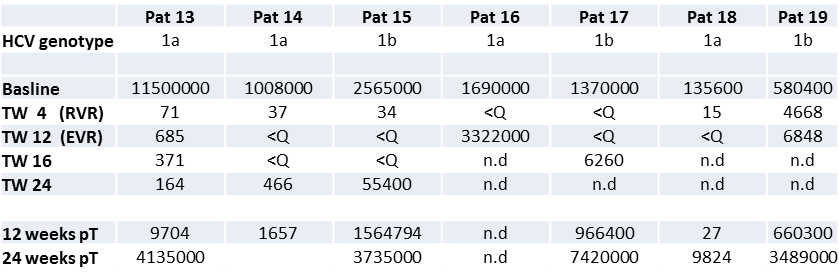 Pat 13 Pat 14 Pat 15 Pat 16 Pat 17 Pat 18 Pat 19
HCV genotype 1a 1a 1b 1a 1b 1a 1b
Basline 11500000 1008000 2565000 1690000 1370000 135600 580400
TW 4 (RVR) 71 37 34 <Q <Q 15 4668
TW 12 (EVR) 685 <Q <Q 3322000 <Q <Q 6848
TW 16 371 <Q <Q n.d 6260 n.d n.d
TW 24 164 466 55400 n.d n.d n.d n.d
12 weeks pT 9704 1657 1564794 n.d 966400 27 660300
24 weeks pT 4135000 3735000 n.d 7420000 9824 3489000